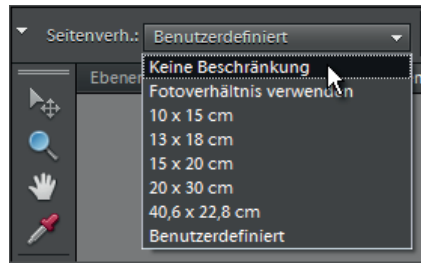 Seitenverh.: Benutzerdefiniert
Keine Beschränkung
Fotoverhältnis verwenden
10 x 15 cm
13 x 18 cm
15 x 20 cm
20 x 30 cm
40,6 x 22,8 cm
Benutzerdefiniert